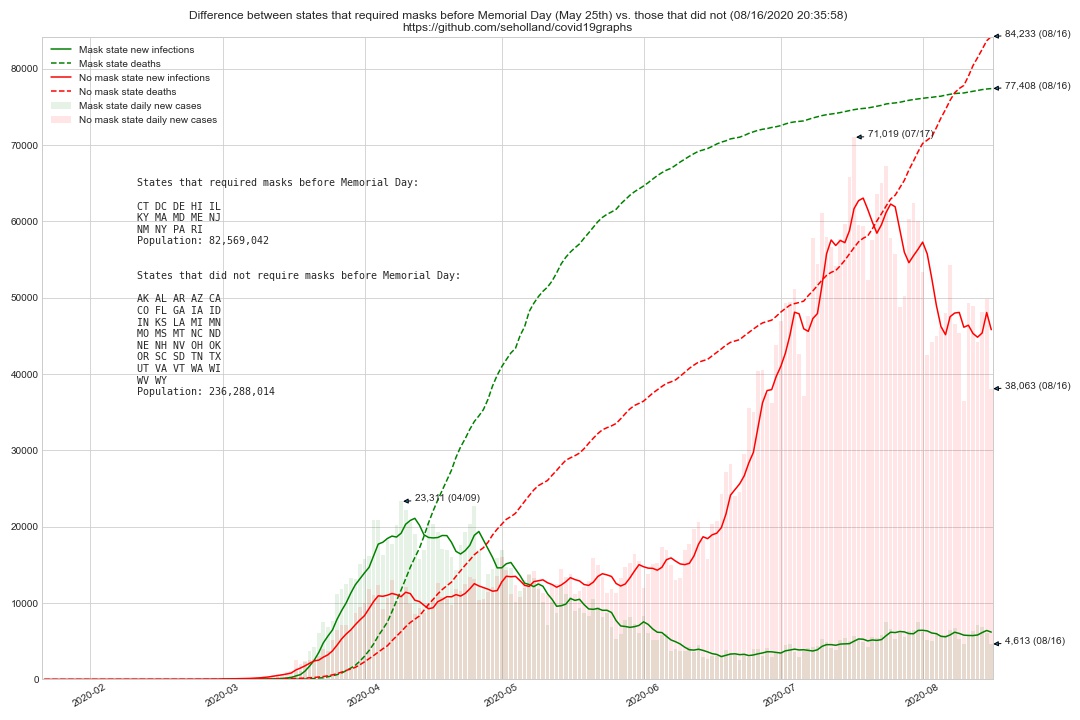 Difference between states that required masks before Memorial Day (May 25th) vs. those that did not (08/16/2020 20:35:58)
https://github.com/seholland/covid19graphs
Mask state new infections
Mask state deaths
No mask state new infections
No mask state deaths
Mask state daily new cases
No mask state daily new cases
84,233 (08/16)
77,408 (08/16)
71,019 (07/17)
38,063 (08/16)
23,311 (04/09)
4,613 (08/16)
States that required masks before Memorial Day:
CT DC DE HI IL
KY MA MD ME NJ
NM NY PA RI
Population: 82,569,042
States that did not require masks before Memorial Day:
AK AL AR AZ CA
CO FL GA IA ID
IN KS LA MI MN
MO MS MT NC ND
NE NH NV OH OK
OR SC SD TN TX
UT VA VT WA WI
WV WY
Population: 236,288,014
80000
70000
60000
50000
40000
30000
20000
10000
0
2020-02
2020-03
2020-04
2020-05
2020-06
2020-07
2020-08